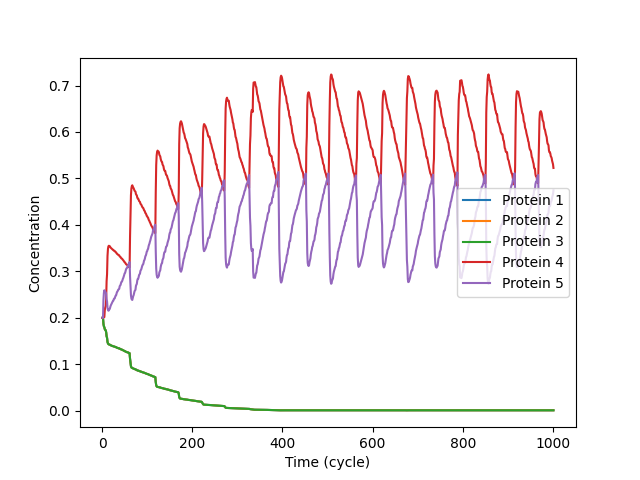 0.7
0.6
0.5
0.4
0.3
0.2
0.1
0.0
Concentration
0
200
400
600
800
1000
Time (cycle)
Protein 1
Protein 2
Protein 3
Protein 4
Protein 5